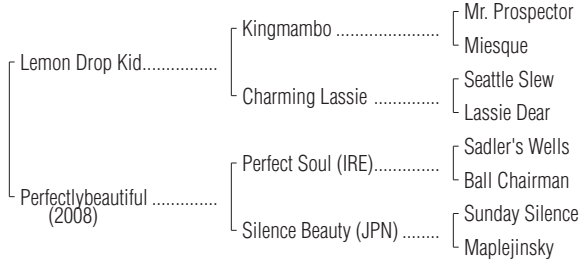 Mr. Prospector
Kingmambo ......................
Miesque
Lemon Drop Kid...............
Seattle Slew
Charming Lassie ..............
Lassie Dear
Sadler's Wells
Perfect Soul (IRE)..............
Ball Chairman
Perfectlybeautiful ..............
(2008)
Sunday Silence
Silence Beauty (JPN) ........
Maplejinsky